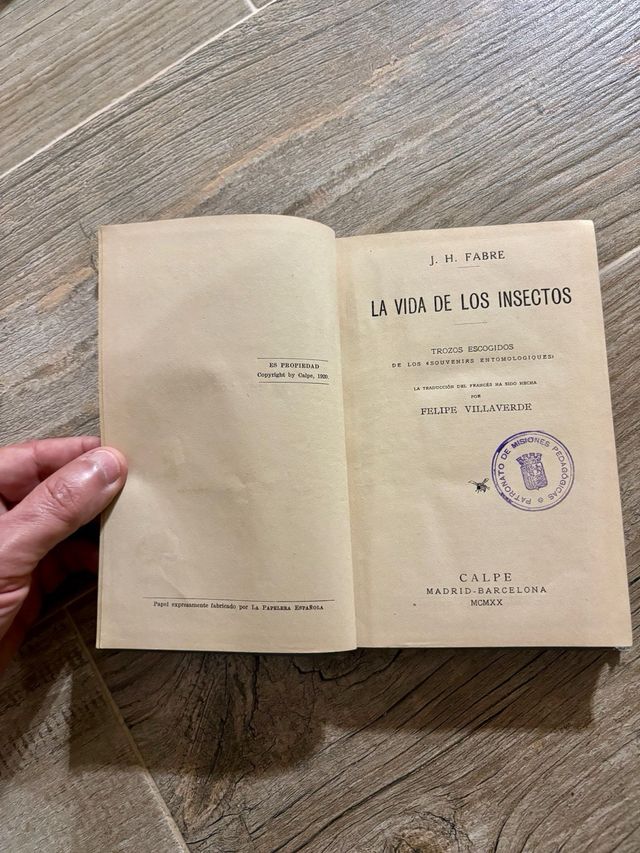 ES PROPIEDAD
Copyright by Calpe, 1920.
Papel expresamente fabricado por LA PAPELERA ESPAÑOLA
J. H. FABRE
LA VIDA DE LOS INSECTOS
TROZOS ESCOGIDOS
DE LOS «SOUVENIRS ENTOMOLOGIQUES»
LA TRADUCCIÓN DEL FRANCÉS HA SIDO HECHA
POR
FELIPE VILLAVERDE
PATRONATO DE MISIONES PEDAGÓGICAS
CALPE
MADRID-BARCELONA
MCMXX